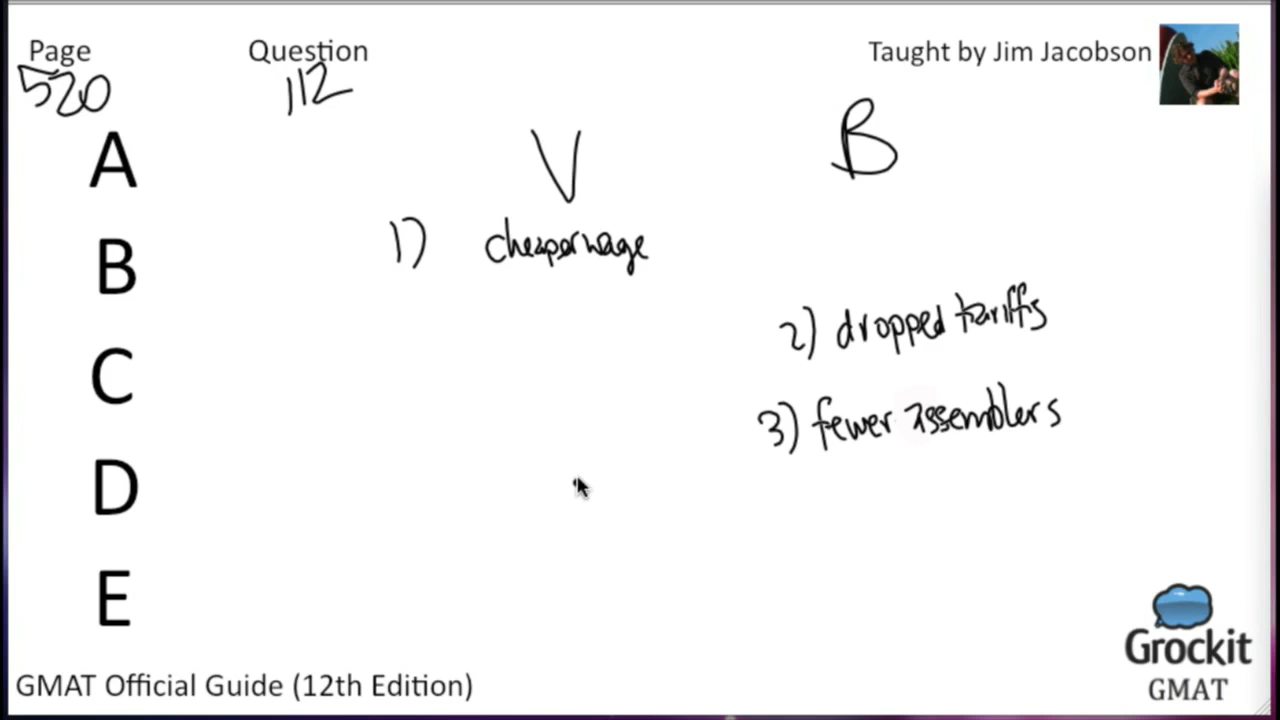 Page
Question
Taught by Jim Jacobson
520
112
A
V
B
1) cheaper wage
B
2) dropped tariffs
C
3) fewer assemblers
D
E
Grockit
GMAT
GMAT Official Guide (12th Edition)